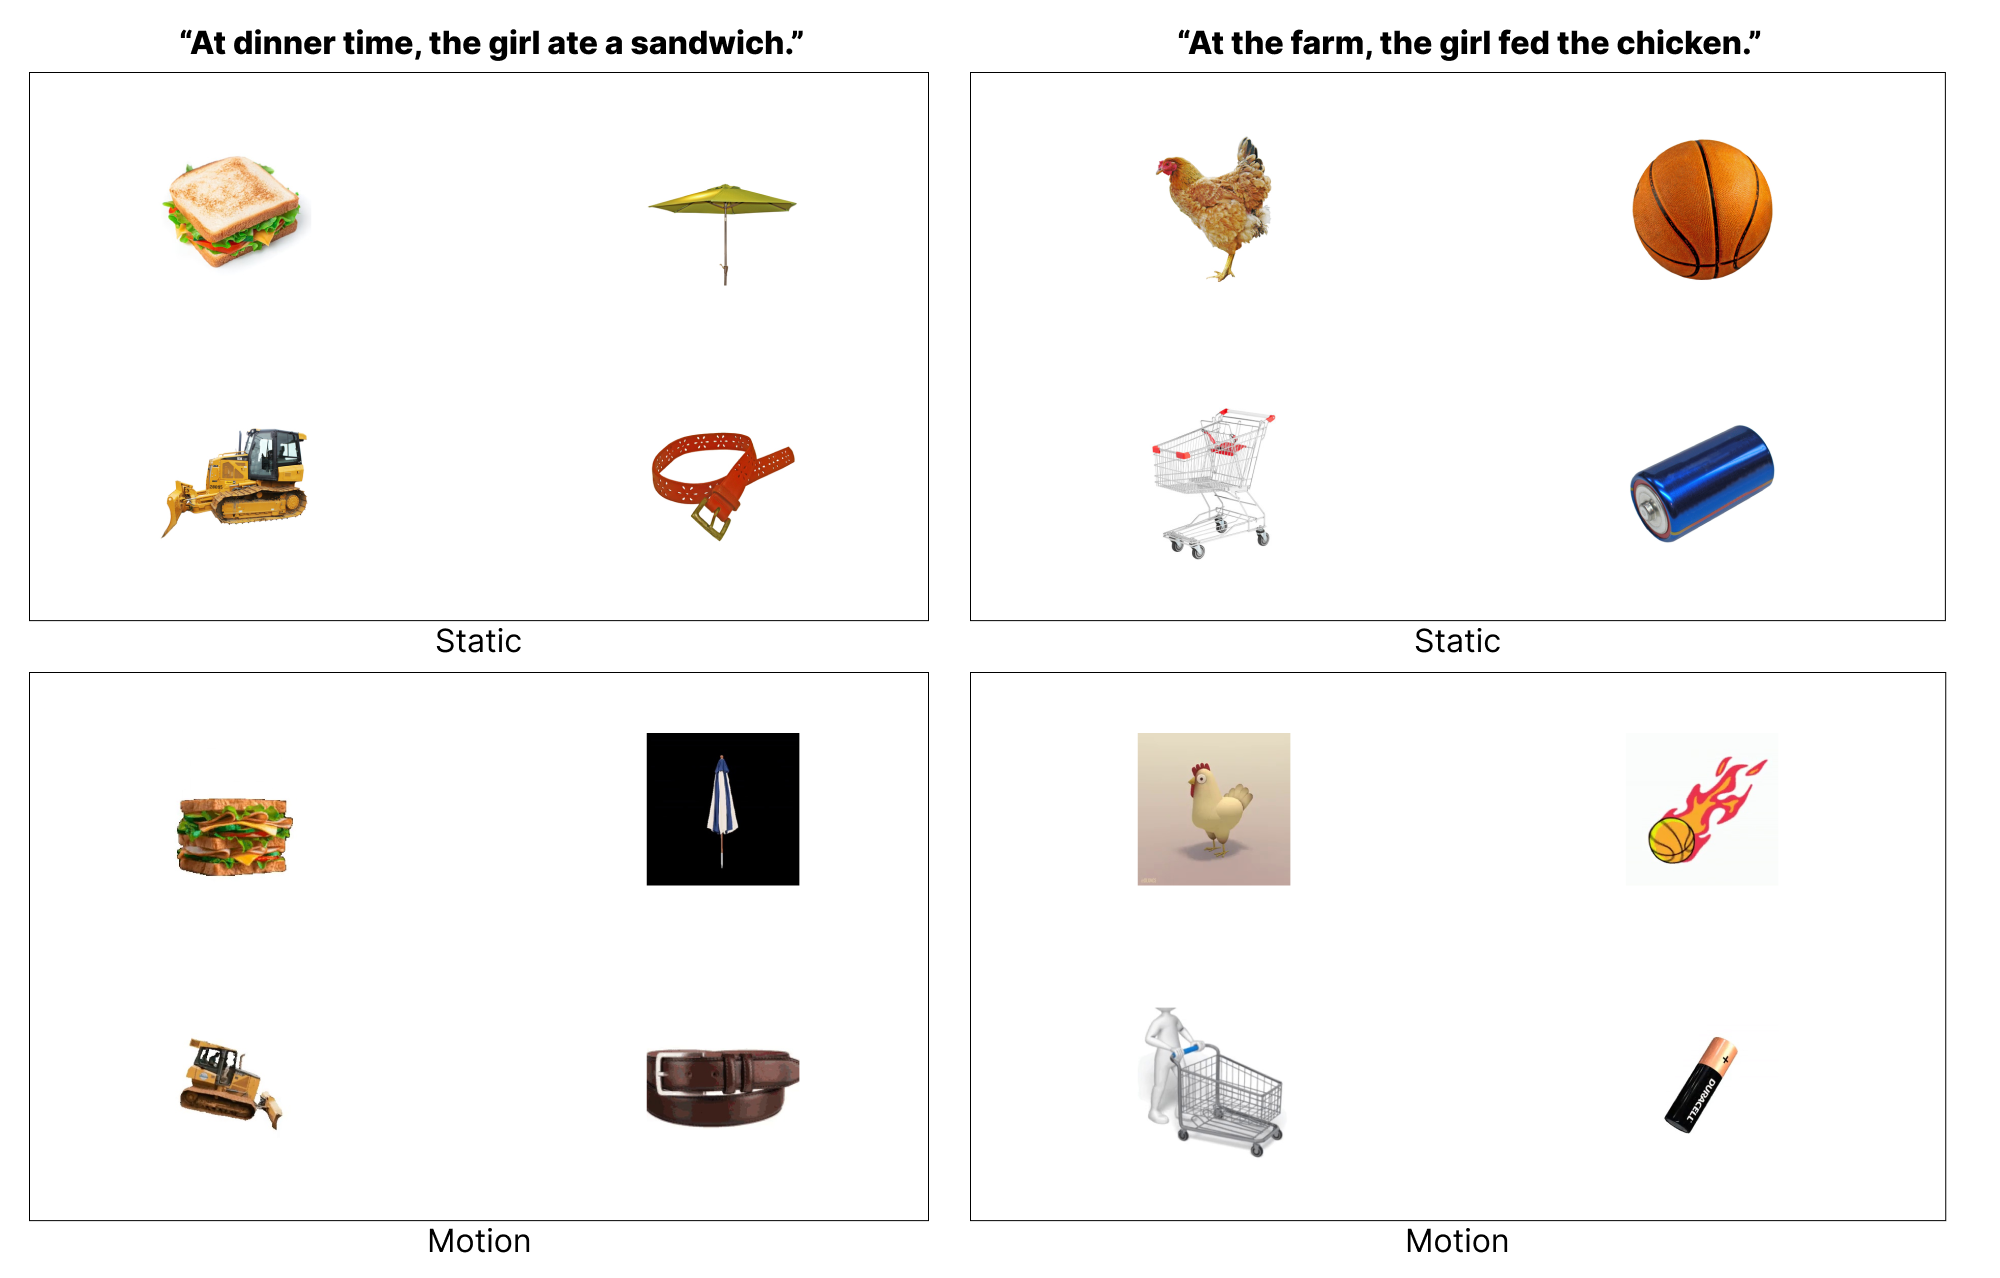 “At dinner time, the girl ate a sandwich.”
“At the farm, the girl fed the chicken.”
Static
Static
DURACELL
+
Motion
Motion